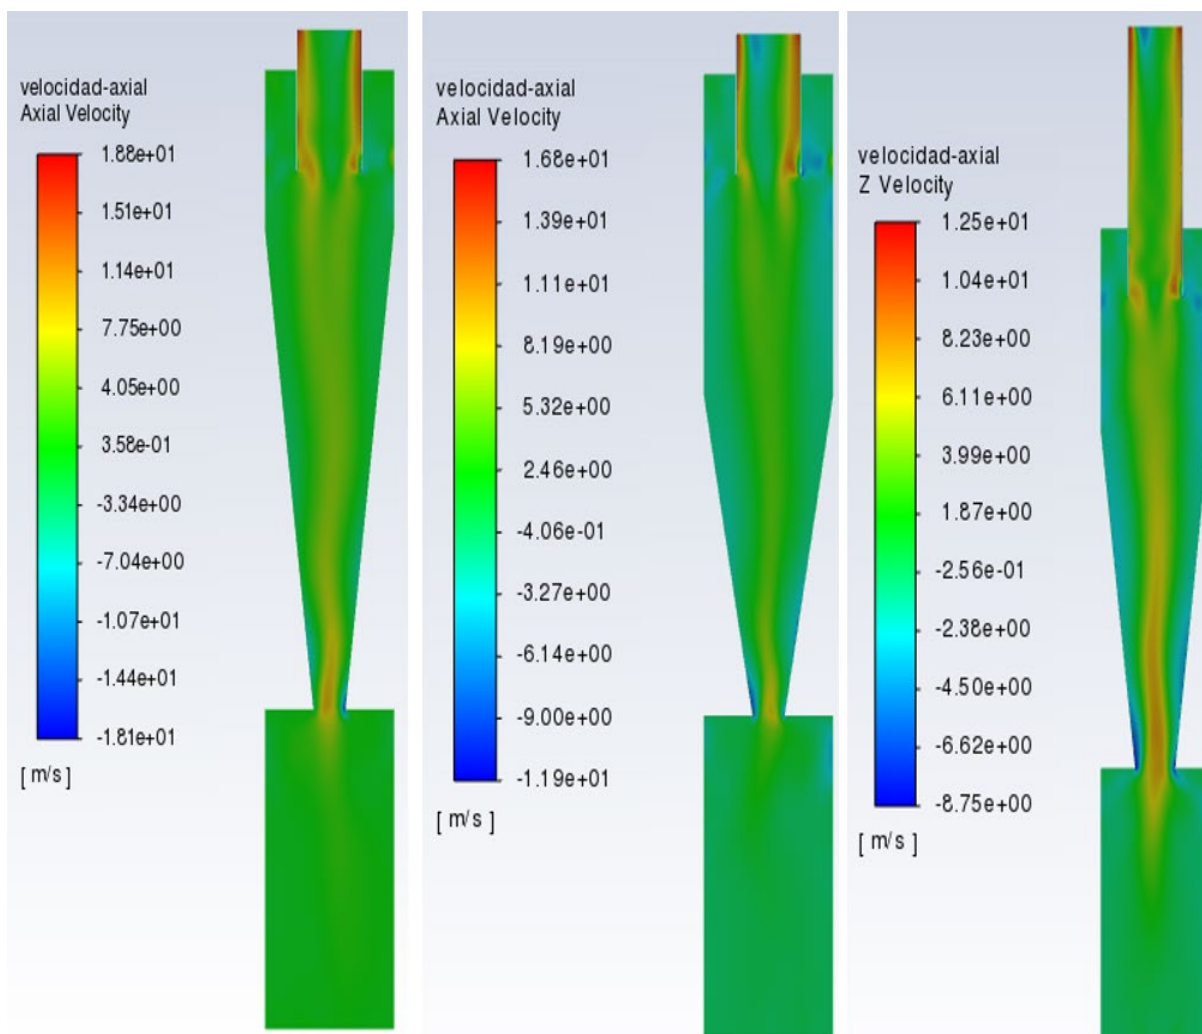 velocidad-axial
Axial Velocity
1.88e+01
1.51e+01
1.14e+01
7.75e+00
4.05e+00
3.58e-01
-3.34e+00
-7.04e+00
-1.07e+01
-1.44e+01
-1.81e+01
[ m/s ]
velocidad-axial
Axial Velocity
1.68e+01
1.39e+01
1.11e+01
8.19e+00
5.32e+00
2.46e+00
-4.06e-01
-3.27e+00
-6.14e+00
-9.00e+00
-1.19e+01
[ m/s ]
velocidad-axial
Z Velocity
1.25e+01
1.04e+01
8.23e+00
6.11e+00
3.99e+00
1.87e+00
-2.56e-01
-2.38e+00
-4.50e+00
-6.62e+00
-8.75e+00
[ m/s ]